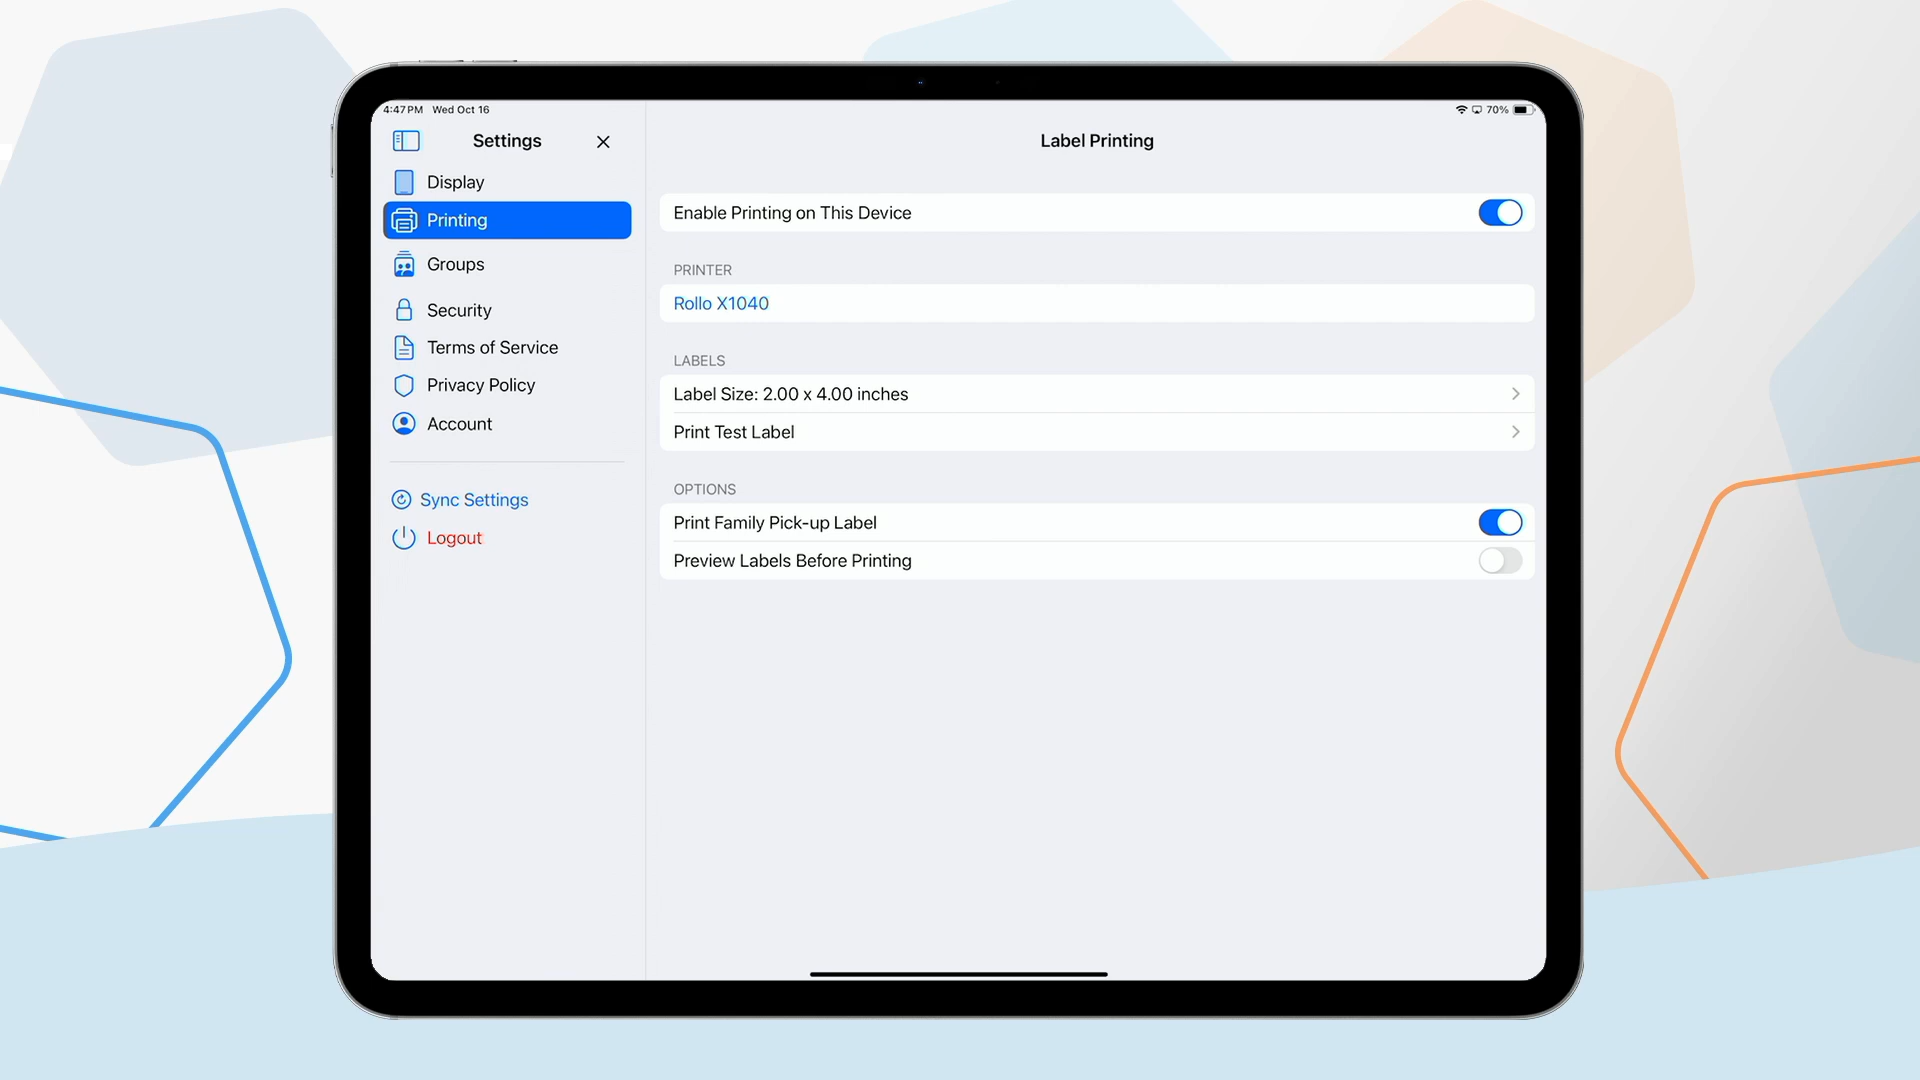 4:47 PM Wed Oct 16
70%
Settings
Label Printing
Display
Printing
Groups
Security
Terms of Service
Privacy Policy
Account
Sync Settings
Logout
Enable Printing on This Device
PRINTER
Rollo X1040
LABELS
Label Size: 2.00 x 4.00 inches
Print Test Label
OPTIONS
Print Family Pick-up Label
Preview Labels Before Printing